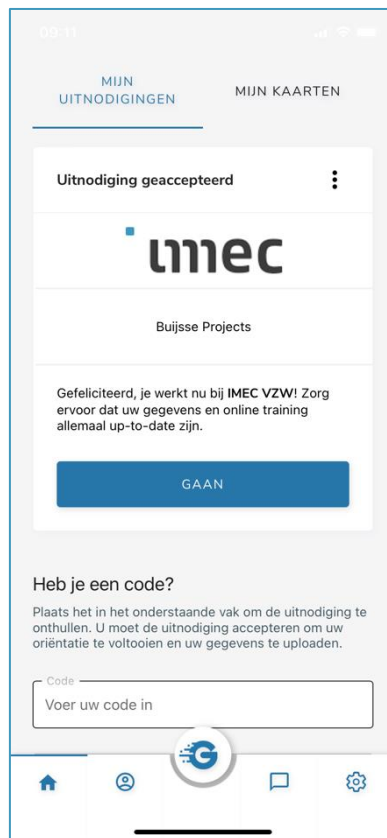 09:11
MIJN
UITNODIGINGEN
MIJN KAARTEN
Uitnodiging geaccepteerd
imec
Buijsse Projects
Gefeliciteerd, je werkt nu bij IMEC VZW! Zorg
ervoor dat uw gegevens en online training
allemaal up-to-date zijn.
GAAN
Heb je een code?
Plaats het in het onderstaande vak om de uitnodiging te
onthullen. U moet de uitnodiging accepteren om uw
oriëntatie te voltooien en uw gegevens te uploaden.
Code
Voer uw code in
G